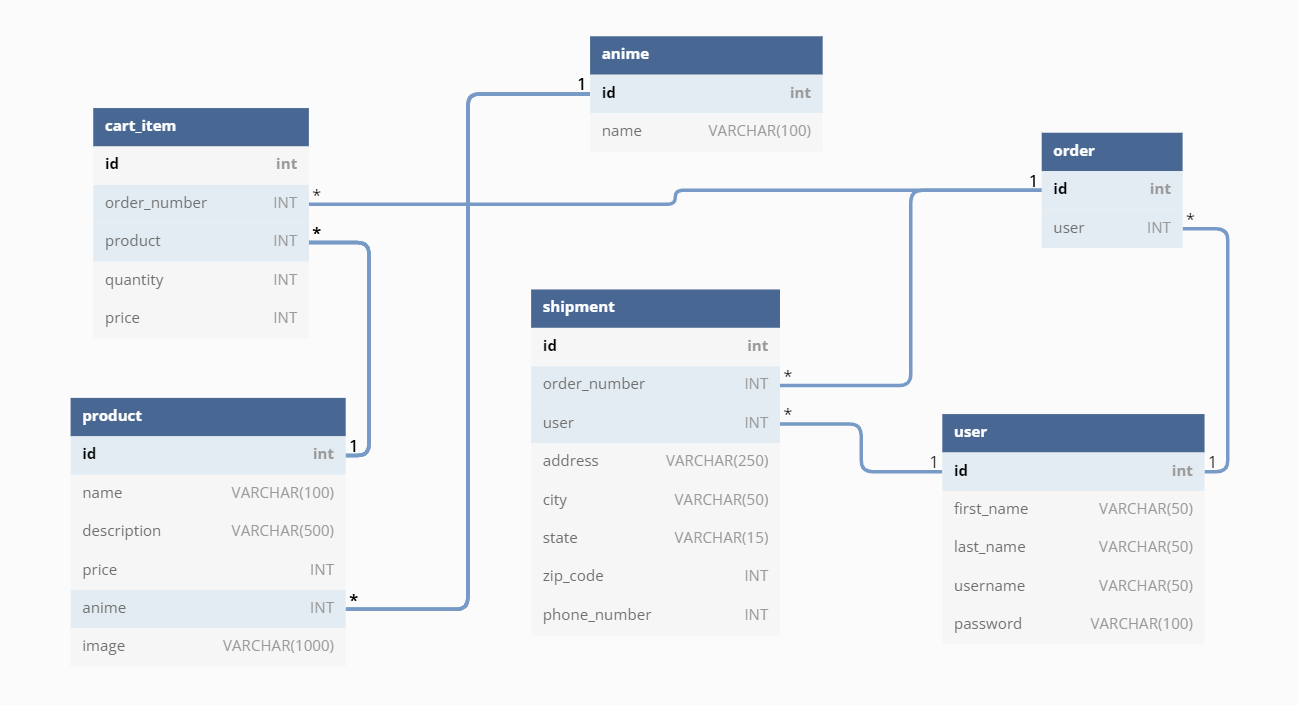 anime
1
id int
name VARCHAR(100)
cart_item
id int
order_number INT *
product INT *
quantity INT
price INT
order
1
id int
user INT *
shipment
id int
order_number INT *
user INT *
address VARCHAR(250)
city VARCHAR(50)
state VARCHAR(15)
zip_code INT
phone_number INT
product
id int 1
name VARCHAR(100)
description VARCHAR(500)
price INT
anime INT *
image VARCHAR(1000)
user
1 id int 1
first_name VARCHAR(50)
last_name VARCHAR(50)
username VARCHAR(50)
password VARCHAR(100)